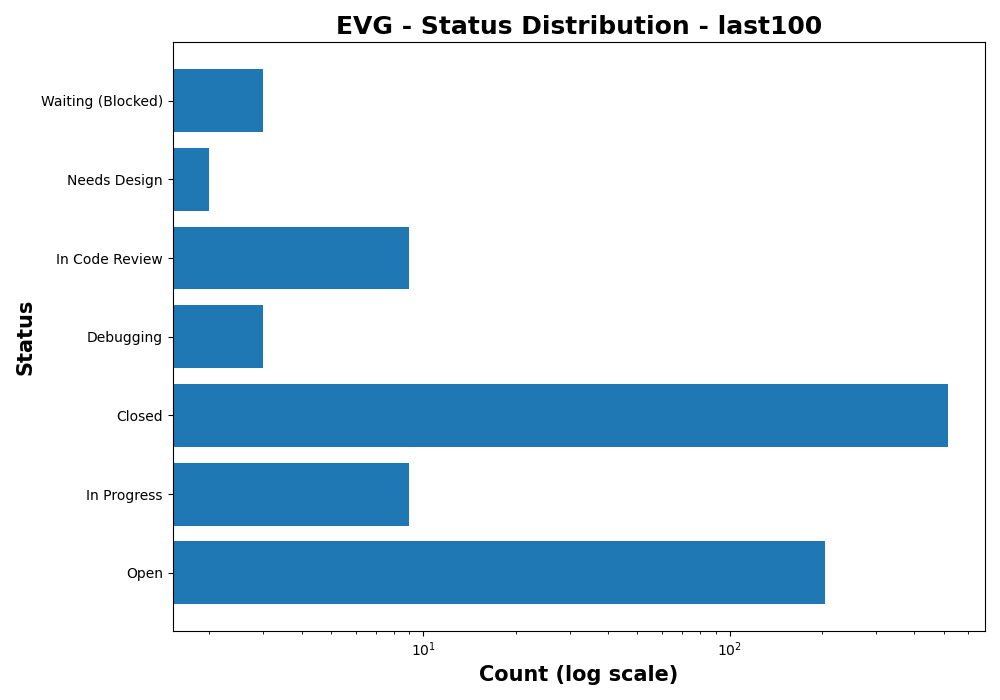 EVG - Status Distribution - last100
Status
Waiting (Blocked)
Needs Design
In Code Review
Debugging
Closed
In Progress
Open
10¹ 10²
Count (log scale)